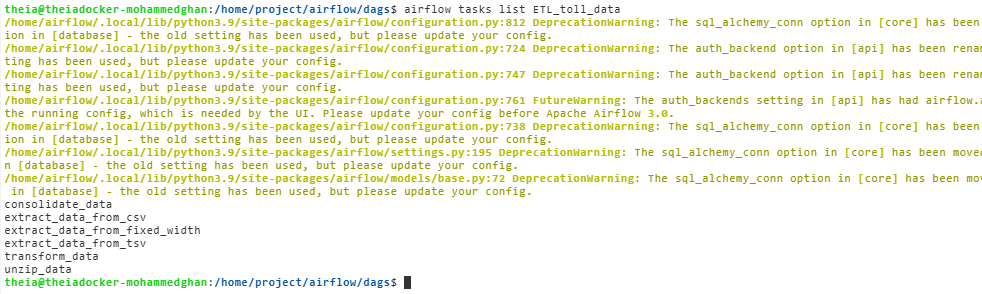 theia@theiadocker-mohammedghan:/home/project/airflow/dags$ airflow tasks list ETL_toll_data
/home/airflow/.local/lib/python3.9/site-packages/airflow/configuration.py:812 DeprecationWarning: The sql_alchemy_conn option in [core] has been
ion in [database] - the old setting has been used, but please update your config.
/home/airflow/.local/lib/python3.9/site-packages/airflow/configuration.py:724 DeprecationWarning: The auth_backend option in [api] has been renam
ting has been used, but please update your config.
/home/airflow/.local/lib/python3.9/site-packages/airflow/configuration.py:747 DeprecationWarning: The auth_backend option in [api] has been renam
ting has been used, but please update your config.
/home/airflow/.local/lib/python3.9/site-packages/airflow/configuration.py:761 FutureWarning: The auth_backends setting in [api] has had airflow.a
the running config, which is needed by the UI. Please update your config before Apache Airflow 3.0.
/home/airflow/.local/lib/python3.9/site-packages/airflow/configuration.py:738 DeprecationWarning: The sql_alchemy_conn option in [core] has been
ion in [database] - the old setting has been used, but please update your config.
/home/airflow/.local/lib/python3.9/site-packages/airflow/settings.py:195 DeprecationWarning: The sql_alchemy_conn option in [core] has been moved
n [database] - the old setting has been used, but please update your config.
/home/airflow/.local/lib/python3.9/site-packages/airflow/models/base.py:72 DeprecationWarning: The sql_alchemy_conn option in [core] has been mov
in [database] - the old setting has been used, but please update your config.
consolidate_data
extract_data_from_csv
extract_data_from_fixed_width
extract_data_from_tsv
transform_data
unzip_data
theia@theiadocker-mohammedghan:/home/project/airflow/dags$